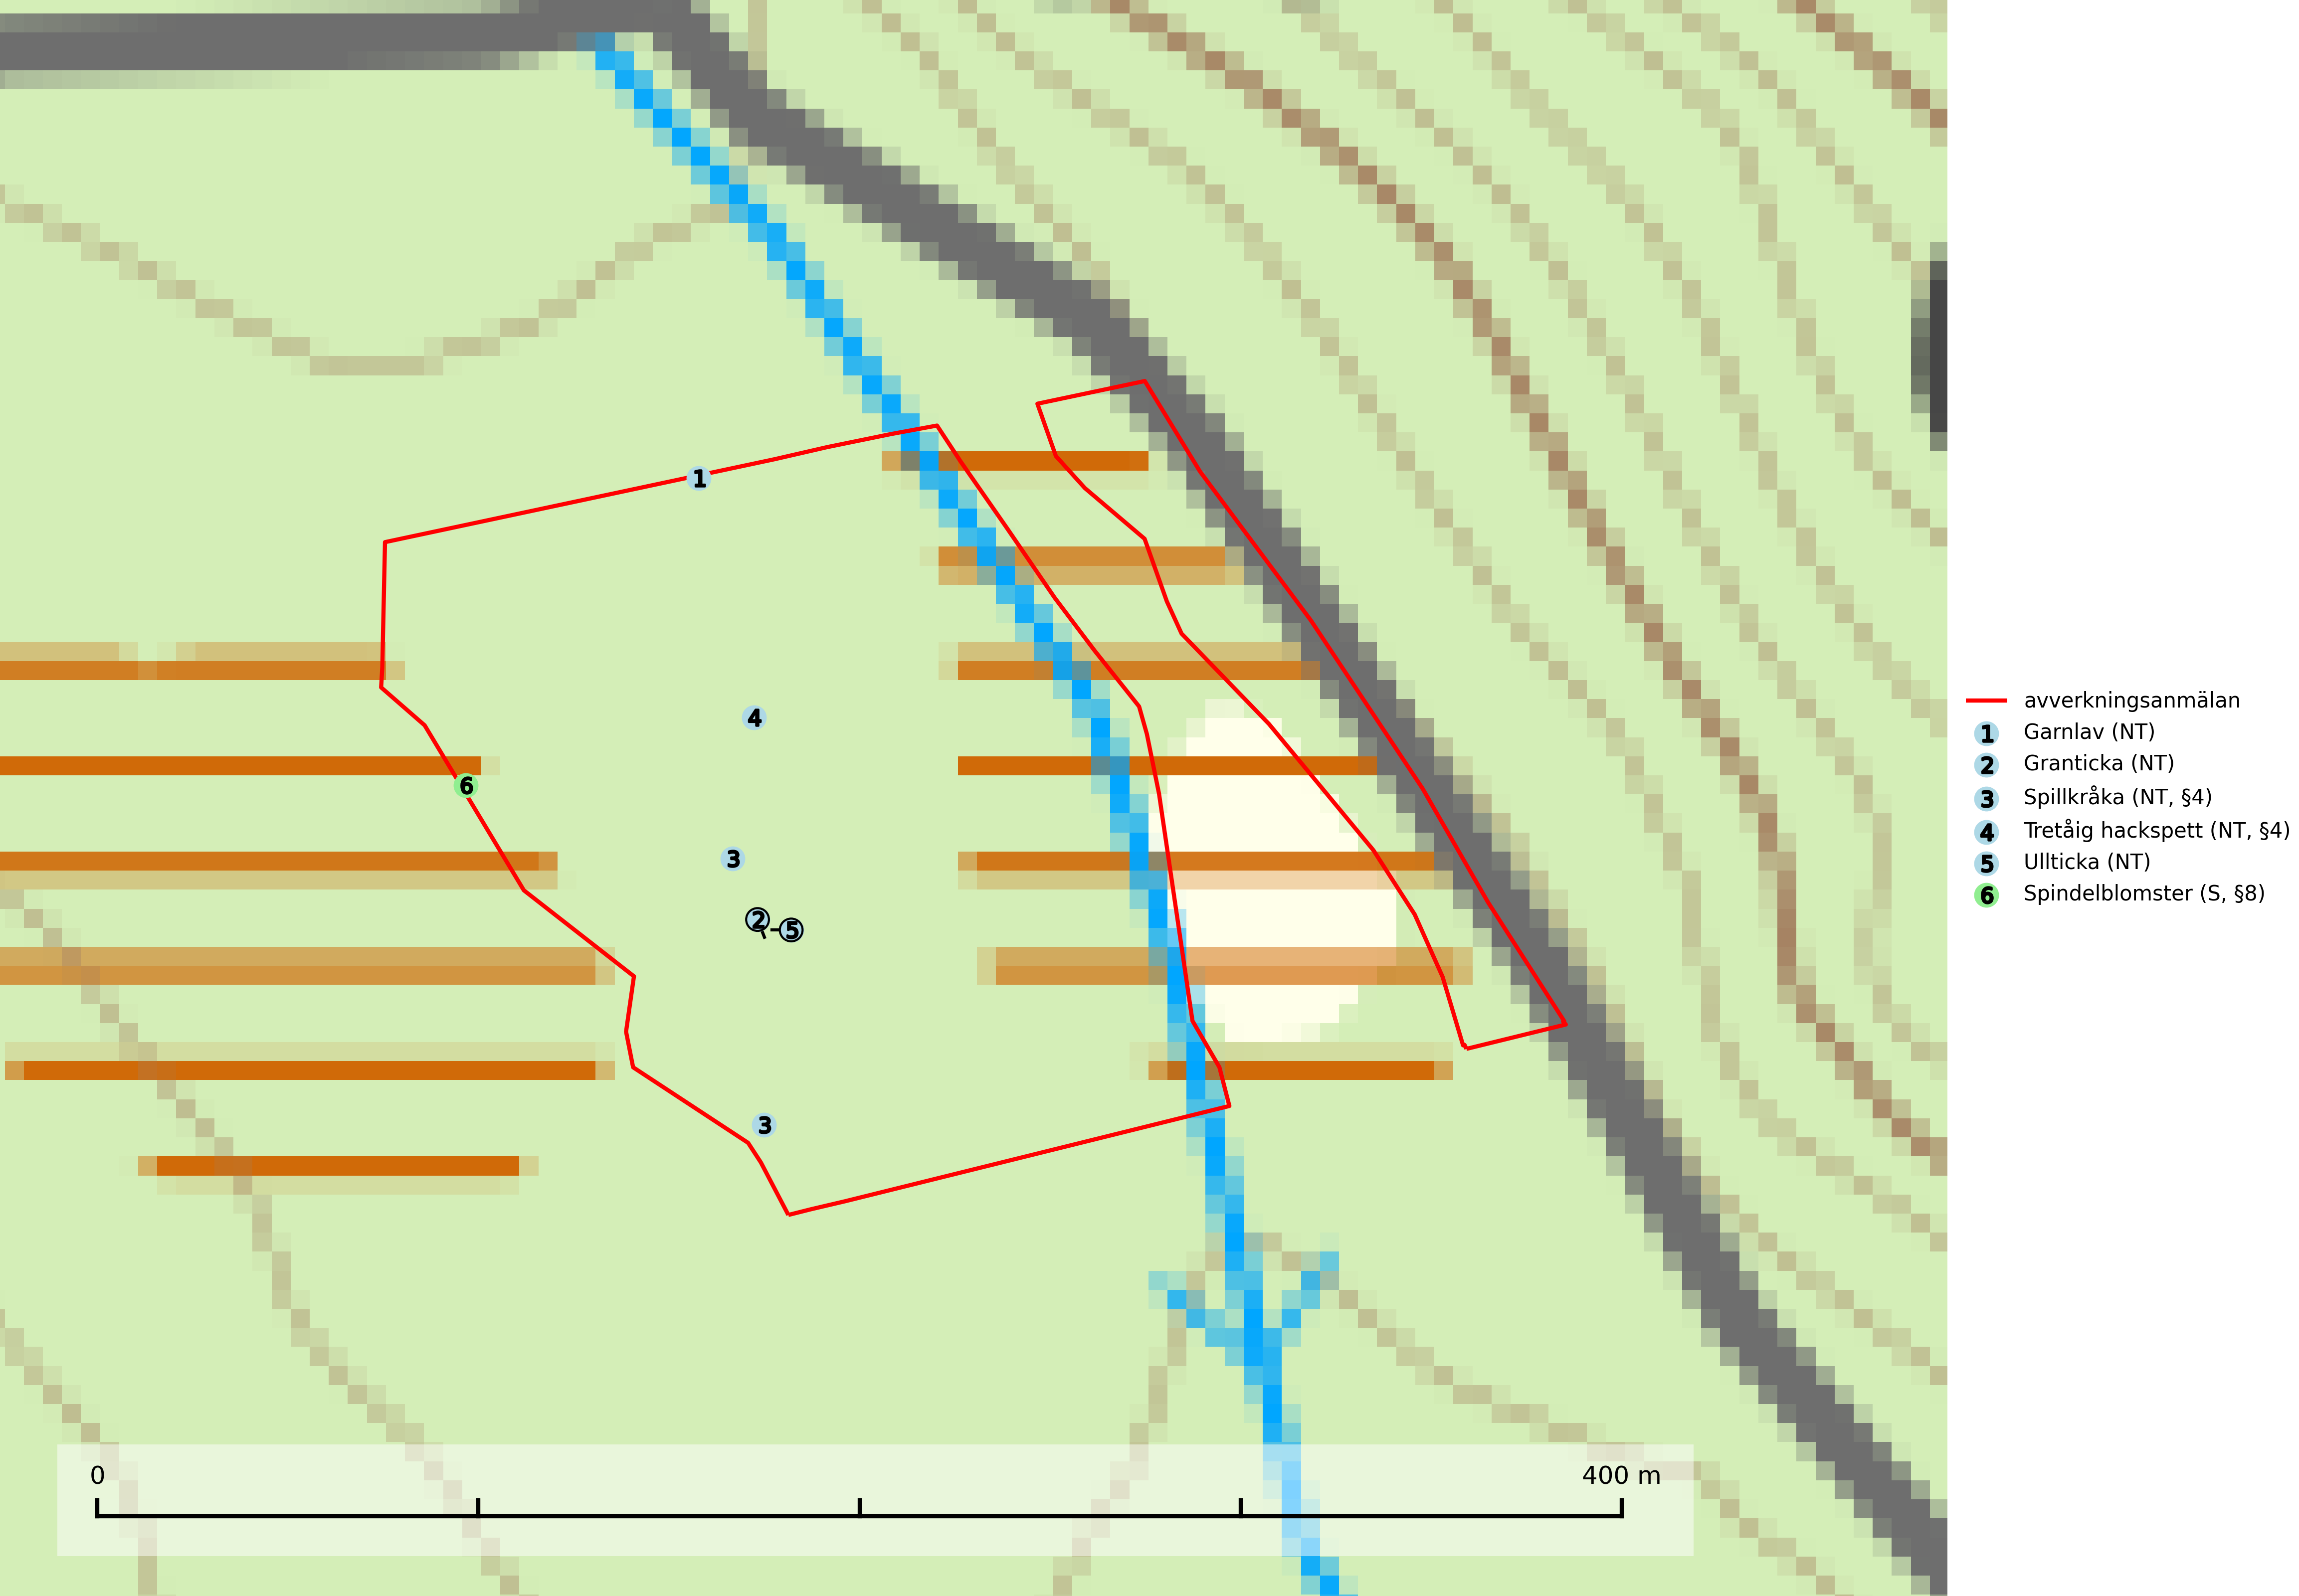 1
4
6
3
2
5
3
0
400 m
avverkningsanmälan
1 Garnlav (NT)
2 Granticka (NT)
3 Spillkråka (NT, §4)
4 Tretåig hackspett (NT, §4)
5 Ullticka (NT)
6 Spindelblomster (S, §8)